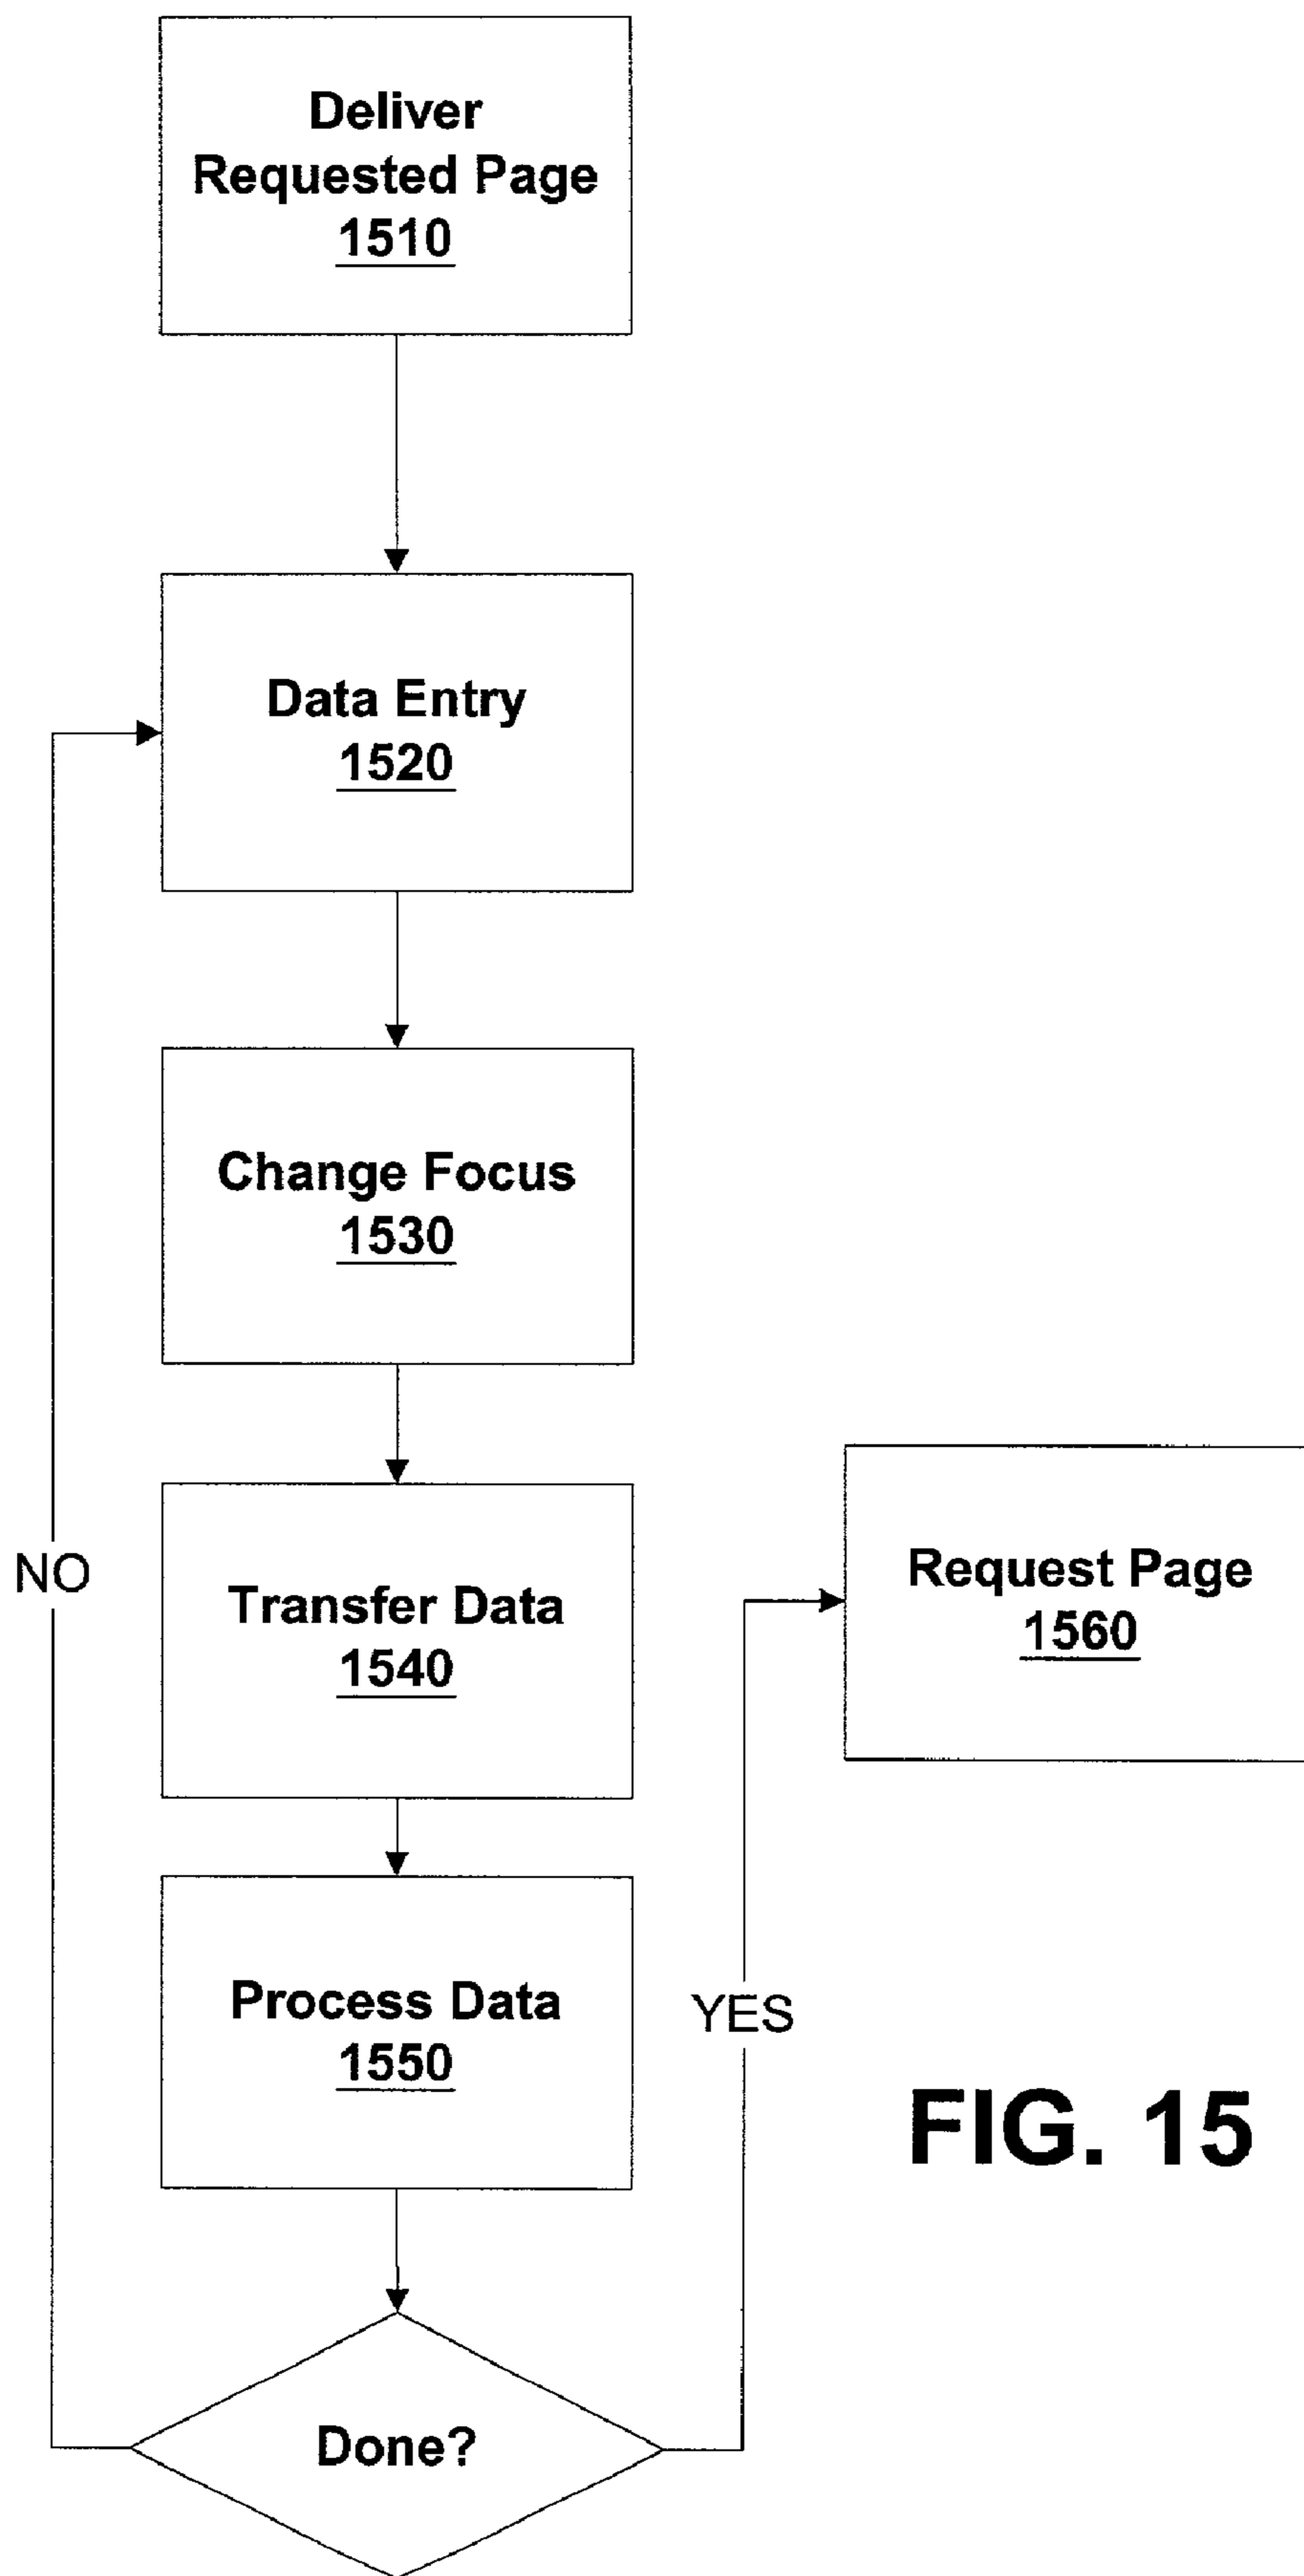 Deliver
Requested Page
1510
Data Entry
1520
Change Focus
1530
NO
Transfer Data
1540
Request Page
1560
Process Data
1550
YES
FIG. 15
Done?